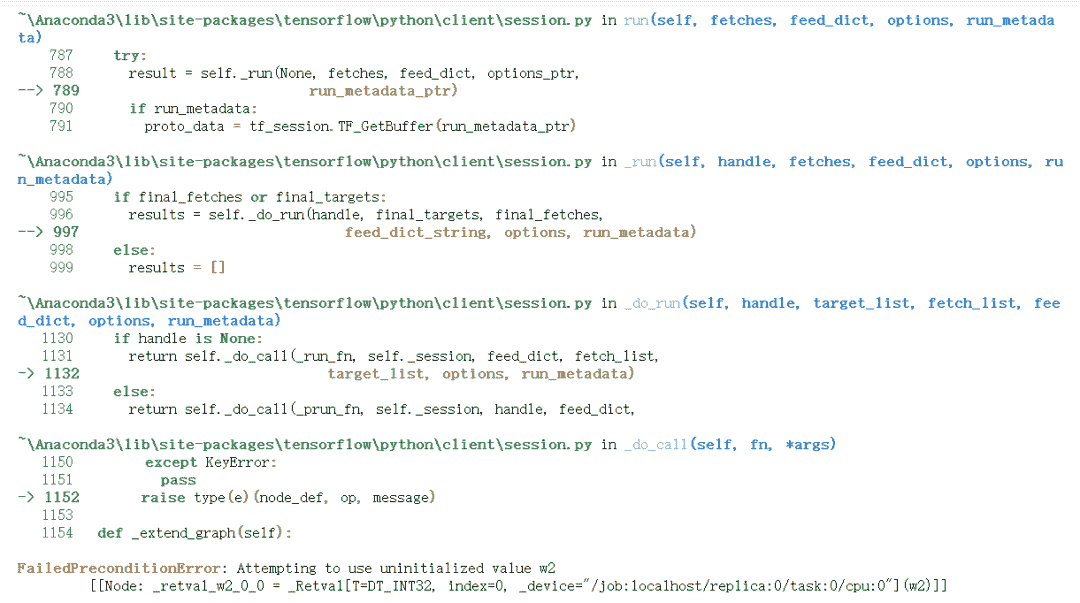 ~\Anaconda3\lib\site-packages\tensorflow\python\client\session.py in run(self, fetches, feed_dict, options, run_metada
ta)
787 try:
788 result = self._run(None, fetches, feed_dict, options_ptr,
--> 789 run_metadata_ptr)
790 if run_metadata:
791 proto_data = tf_session.TF_GetBuffer(run_metadata_ptr)
~\Anaconda3\lib\site-packages\tensorflow\python\client\session.py in _run(self, handle, fetches, feed_dict, options, ru
n_metadata)
995 if final_fetches or final_targets:
996 results = self._do_run(handle, final_targets, final_fetches,
--> 997 feed_dict_string, options, run_metadata)
998 else:
999 results = []
~\Anaconda3\lib\site-packages\tensorflow\python\client\session.py in _do_run(self, handle, target_list, fetch_list, fee
d_dict, options, run_metadata)
1130 if handle is None:
1131 return self._do_call(_run_fn, self._session, feed_dict, fetch_list,
-> 1132 target_list, options, run_metadata)
1133 else:
1134 return self._do_call(_prun_fn, self._session, handle, feed_dict,
~\Anaconda3\lib\site-packages\tensorflow\python\client\session.py in _do_call(self, fn, *args)
1150 except KeyError:
1151 pass
-> 1152 raise type(e)(node_def, op, message)
1153
1154 def _extend_graph(self):
FailedPreconditionError: Attempting to use uninitialized value w2
[[Node: _retval_w2_0_0 = _Retval[T=DT_INT32, index=0, _device="/job:localhost/replica:0/task:0/cpu:0"](w2)]]